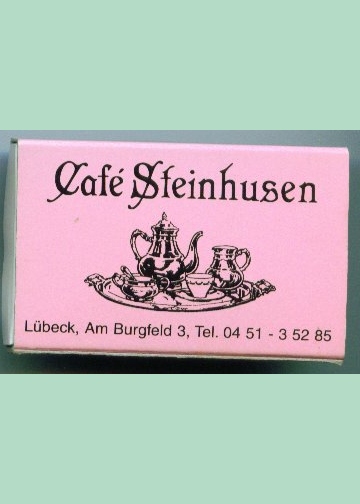 Café Steinhusen
Lübeck, Am Burgfeld 3, Tel. 04 51 - 3 52 85